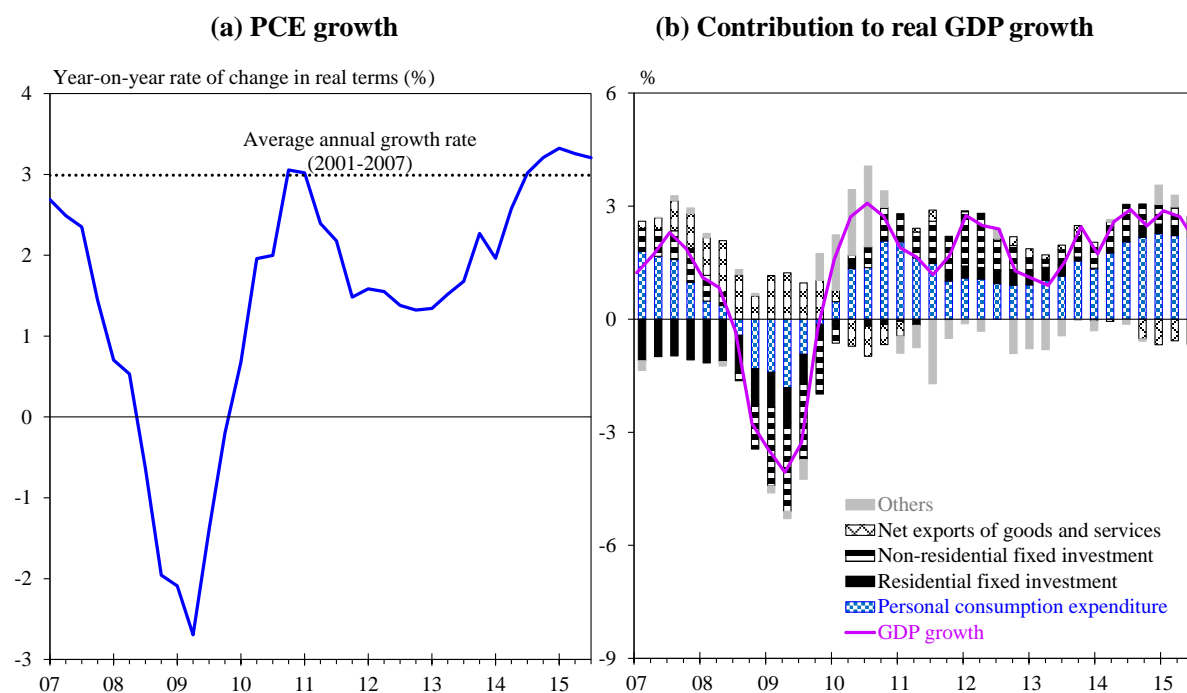 (a) PCE growth
Year-on-year rate of change in real terms (%)
4
3
2
1
0
-1
-2
-3
Average annual growth rate
(2001-2007)
07 08 09 10 11 12 13 14 15
(b) Contribution to real GDP growth
%
6
3
0
-3
-6
-9
Others
Net exports of goods and services
Non-residential fixed investment
Residential fixed investment
Personal consumption expenditure
GDP growth
07 08 09 10 11 12 13 14 15